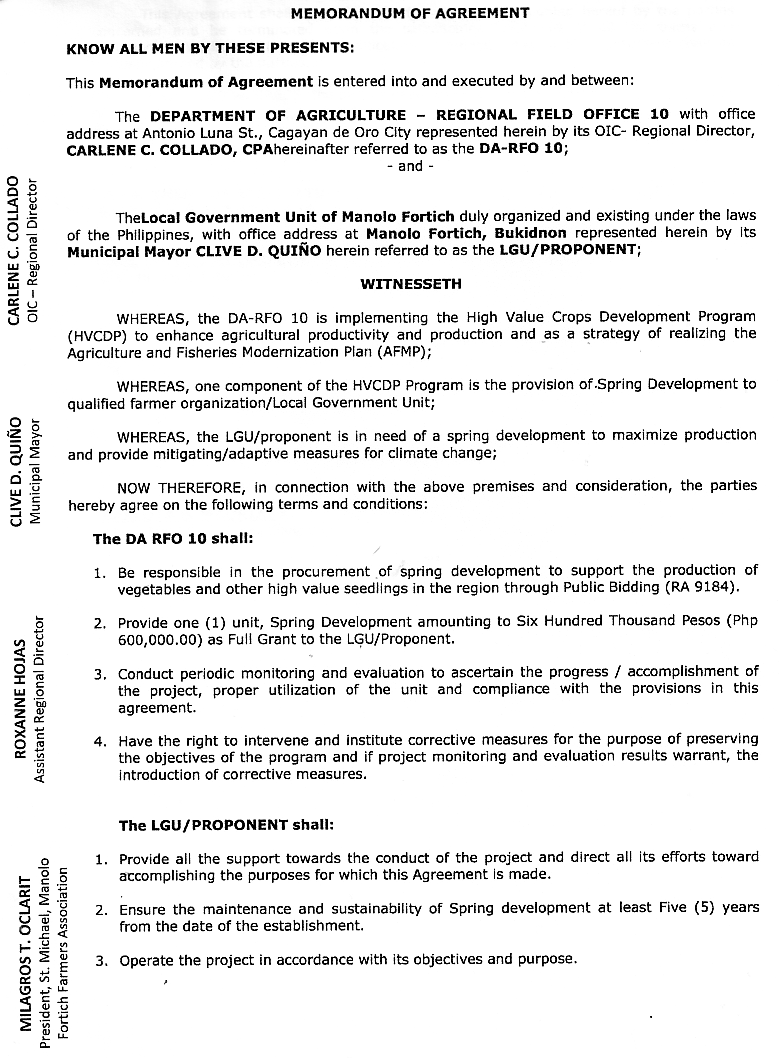 MEMORANDUM OF AGREEMENT
KNOW ALL MEN BY THESE PRESENTS:
This Memorandum of Agreement is entered into and executed by and between:
The DEPARTMENT OF AGRICULTURE – REGIONAL FIELD OFFICE 10 with office
address at Antonio Luna St., Cagayan de Oro City represented herein by its OIC- Regional Director,
CARLENE C. COLLADO, CPAhereinafter referred to as the DA-RFO 10;
- and -
TheLocal Government Unit of Manolo Fortich duly organized and existing under the laws
of the Philippines, with office address at Manolo Fortich, Bukidnon represented herein by its
Municipal Mayor CLIVE D. QUIÑO herein referred to as the LGU/PROPONENT;
WITNESSETH
WHEREAS, the DA-RFO 10 is implementing the High Value Crops Development Program
(HVCDP) to enhance agricultural productivity and production and as a strategy of realizing the
Agriculture and Fisheries Modernization Plan (AFMP);
WHEREAS, one component of the HVCDP Program is the provision of Spring Development to
qualified farmer organization/Local Government Unit;
WHEREAS, the LGU/proponent is in need of a spring development to maximize production
and provide mitigating/adaptive measures for climate change;
NOW THEREFORE, in connection with the above premises and consideration, the parties
hereby agree on the following terms and conditions:
The DA RFO 10 shall:
1. Be responsible in the procurement of spring development to support the production of
vegetables and other high value seedlings in the region through Public Bidding (RA 9184).
2. Provide one (1) unit, Spring Development amounting to Six Hundred Thousand Pesos (Php
600,000.00) as Full Grant to the LGU/Proponent.
3. Conduct periodic monitoring and evaluation to ascertain the progress / accomplishment of
the project, proper utilization of the unit and compliance with the provisions in this
agreement.
4. Have the right to intervene and institute corrective measures for the purpose of preserving
the objectives of the program and if project monitoring and evaluation results warrant, the
introduction of corrective measures.
The LGU/PROPONENT shall:
1. Provide all the support towards the conduct of the project and direct all its efforts toward
accomplishing the purposes for which this Agreement is made.
2. Ensure the maintenance and sustainability of Spring development at least Five (5) years
from the date of the establishment.
3. Operate the project in accordance with its objectives and purpose.
CARLENE C. COLLADO
OIC – Regional Director
CLIVE D. QUIÑO
Municipal Mayor
ROXANNE HOJAS
Assistant Regional Director
MILAGROS T. OCLARIT
President, St. Michael, Manolo
Fortich Farmers Association